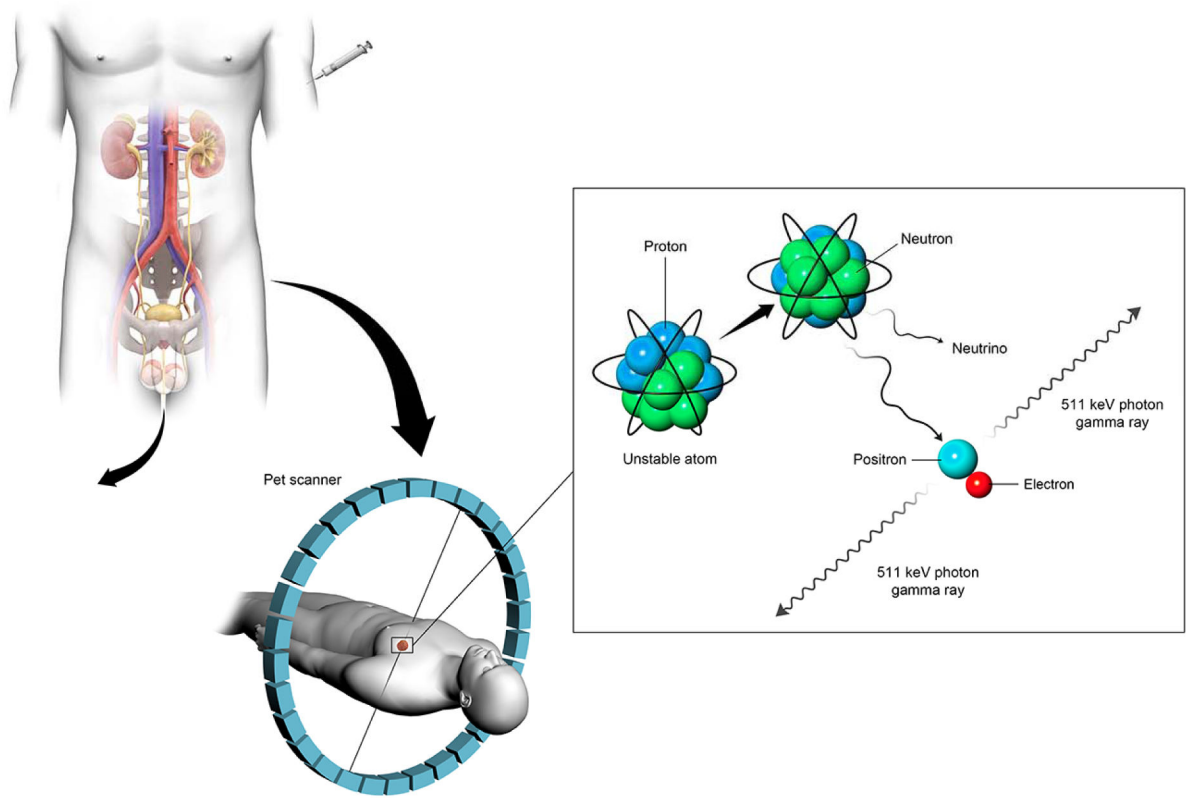 Proton
Neutron
Neutrino
Unstable atom
511 keV photon
gamma ray
Positron
Electron
Pet scanner
511 keV photon
gamma ray